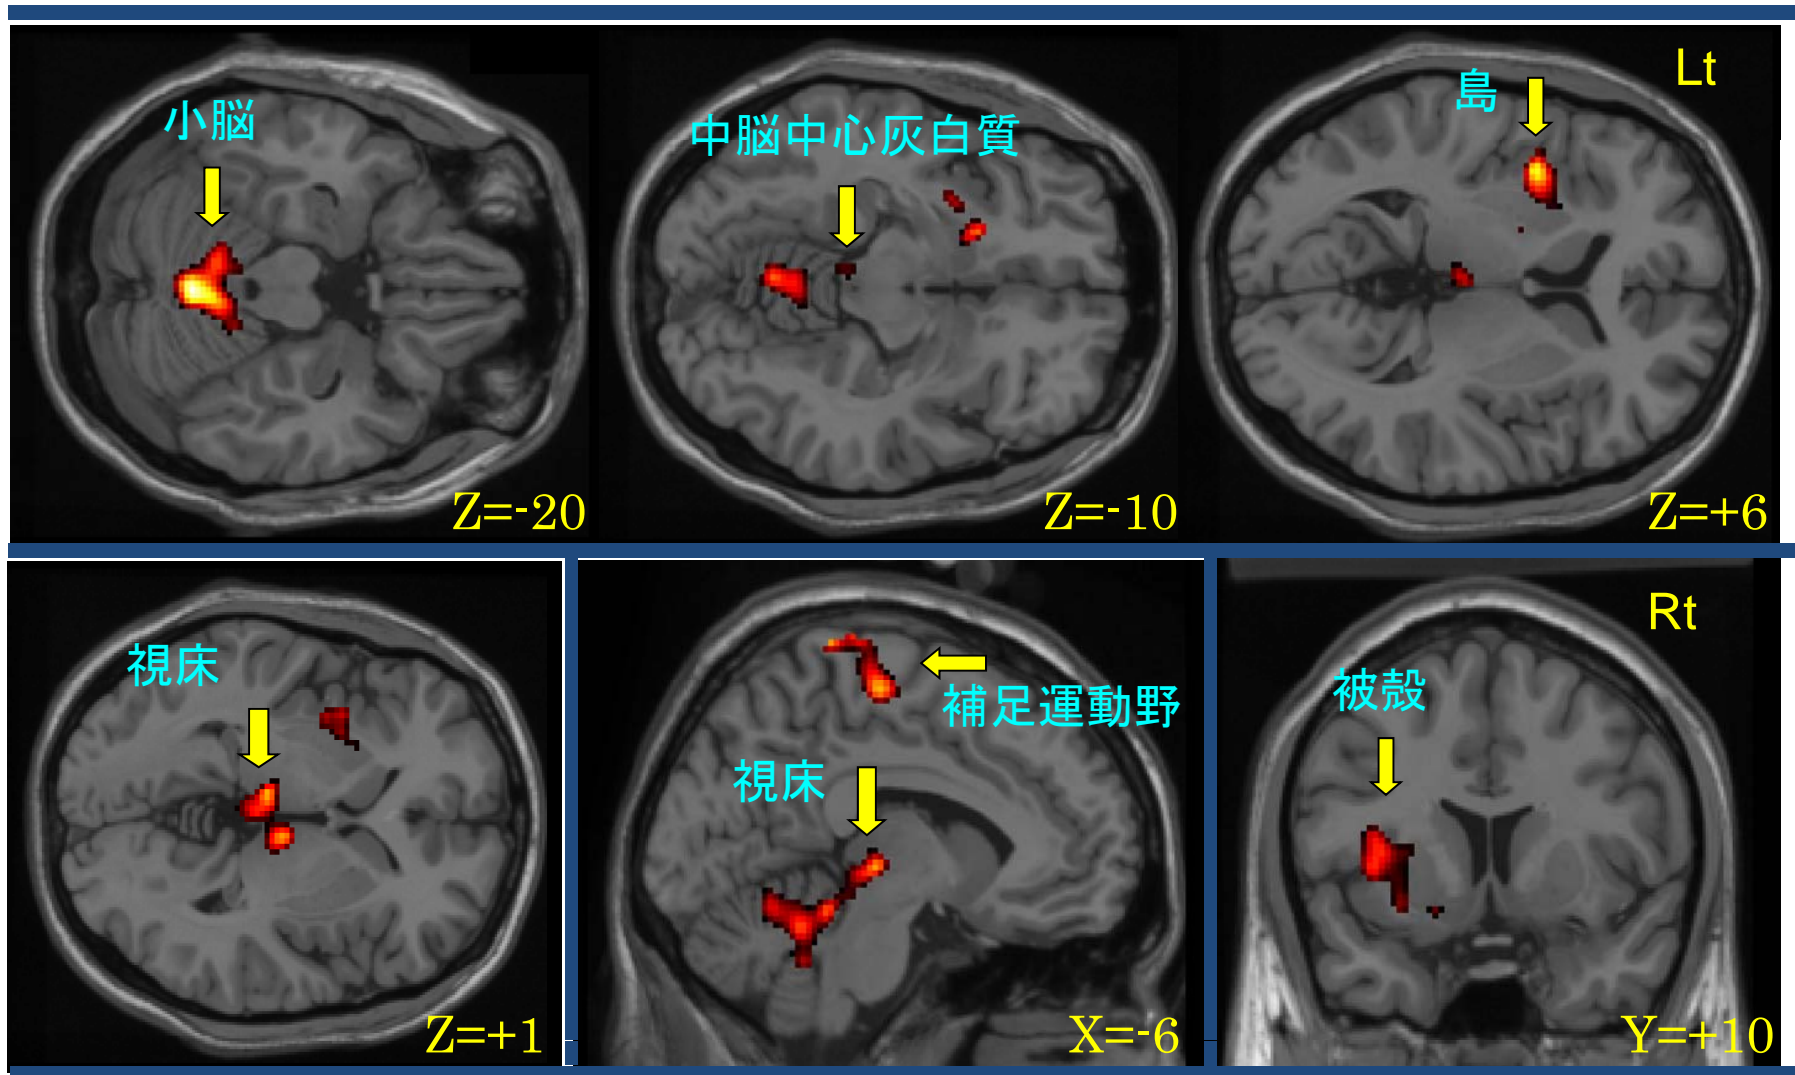 小脳
Z=-20
中脳中心灰白質
Z=-10
島
Lt
Z=+6
視床
Z=+1
補足運動野
視床
X=-6
Rt
被殻
Y=+10